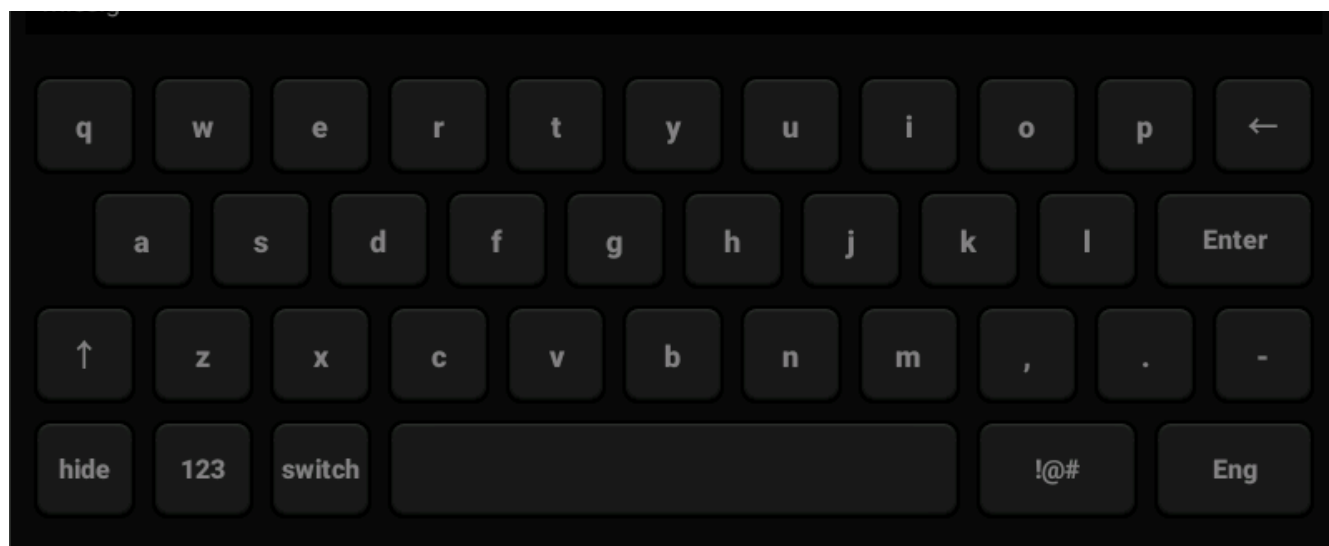 q w e r t y u i o p ←
a s d f g h j k l Enter
↑ z x c v b n m , . -
hide 123 switch !@# Eng